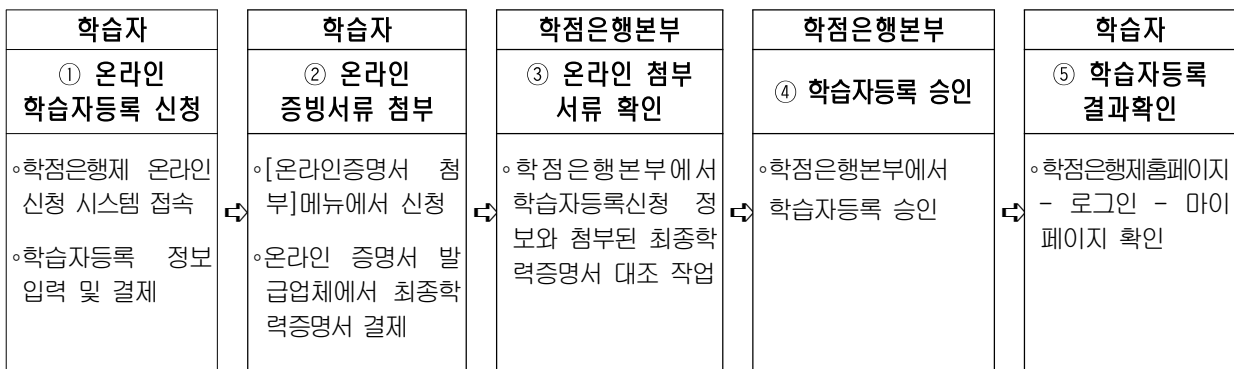 학습자
① 온라인
학습자등록 신청
◦학점은행제 온라인
신청 시스템 접속
◦학습자등록 정보
입력 및 결제
➪
학습자
② 온라인
증빙서류 첨부
◦[온라인증명서 첨
부]메뉴에서 신청
◦온라인 증명서 발
급업체에서 최종학
력증명서 결제
➪
학점은행본부
③ 온라인 첨부
서류 확인
◦학점은행본부에서
학습자등록신청 정
보와 첨부된 최종학
력증명서 대조 작업
➪
학점은행본부
④ 학습자등록 승인
◦학점은행본부에서
학습자등록 승인
➪
학습자
⑤ 학습자등록
결과확인
◦학점은행제홈페이지
- 로그인 - 마이
페이지 확인